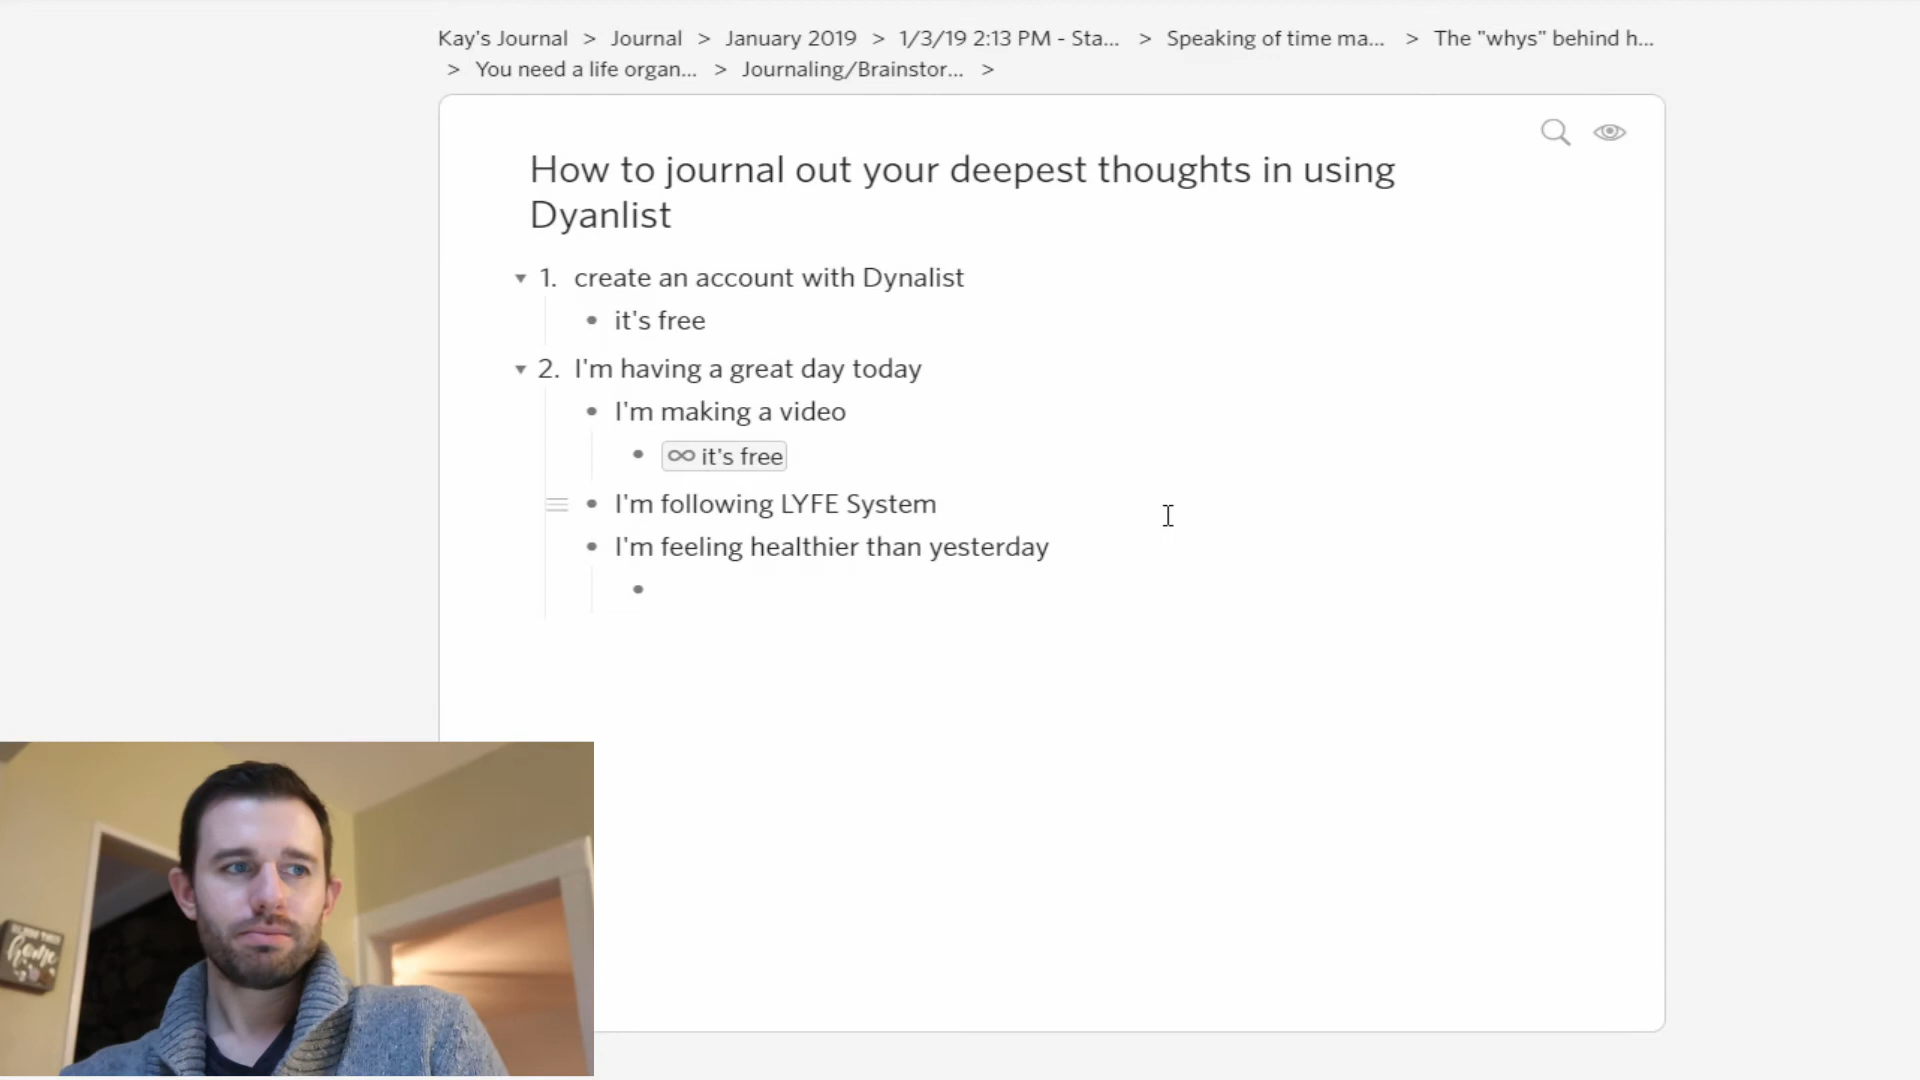 Kay's Journal > Journal > January 2019 > 1/3/19 2:13 PM - Sta... > Speaking of time ma... > The "whys" behind h...
> You need a life organ... > Journaling/Brainstor... >
How to journal out your deepest thoughts in using
Dyanlist
1. create an account with Dynalist
it's free
2. I'm having a great day today
I'm making a video
it's free
I'm following LYFE System
I'm feeling healthier than yesterday
home